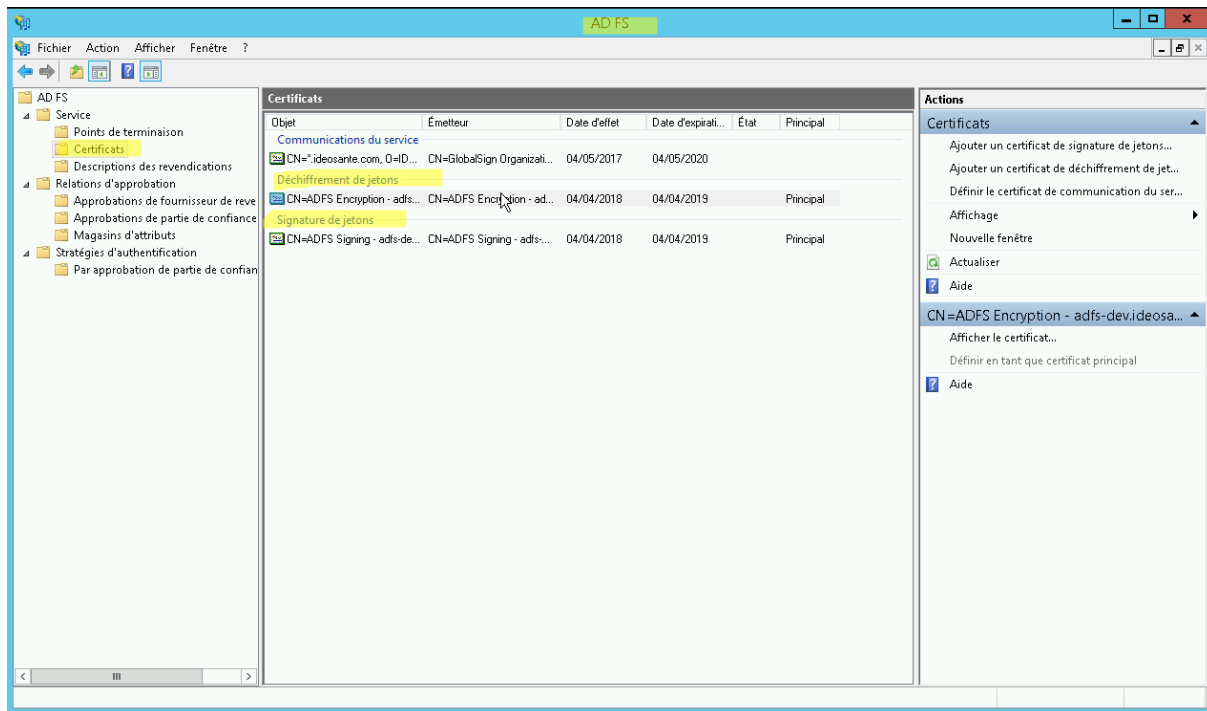 AD FS
Fichier Action Afficher Fenêtre ?
AD FS
Service
Points de terminaison
Certificats
Descriptions des revendications
Relations d'approbation
Approbations de fournisseur de reve
Approbations de partie de confiance
Magasins d'attributs
Stratégies d'authentification
Par approbation de partie de confian
Certificats
Objet Émetteur Date d'effet Date d'expirati... État Principal
Communications du service
CN=*.ideosante.com, O=ID... CN=GlobalSign Organizati... 04/05/2017 04/05/2020
Déchiffrement de jetons
CN=ADFS Encryption - adfs... CN=ADFS Encryption - ad... 04/04/2018 04/04/2019 Principal
Signature de jetons
CN=ADFS Signing - adfs-de... CN=ADFS Signing - adfs-... 04/04/2018 04/04/2019 Principal
Actions
Certificats
Ajouter un certificat de signature de jetons...
Ajouter un certificat de déchiffrement de jet...
Définir le certificat de communication du ser...
Affichage
Nouvelle fenêtre
Actualiser
Aide
CN=ADFS Encryption - adfs-dev.ideosa...
Afficher le certificat...
Définir en tant que certificat principal
Aide